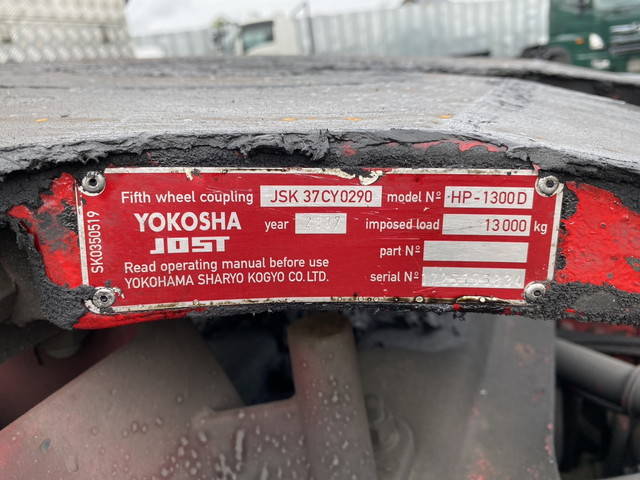 Fifth wheel coupling JSK 37CY0290 model Nº HP-1300D
YOKOSHA
JOST
year
imposed load 13000 kg
part Nº
serial Nº
Read operating manual before use
YOKOHAMA SHARYO KOGYO CO.LTD.
SK0350519